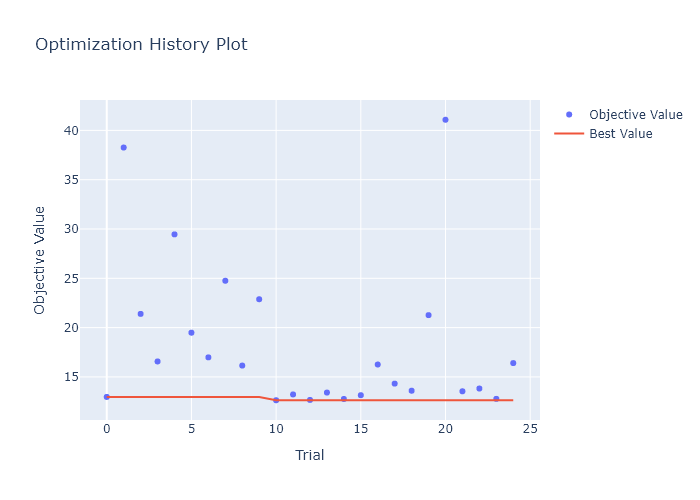 Optimization History Plot
Objective Value
Best Value
40
35
30
25
20
15
Objective Value
0 5 10 15 20 25
Trial